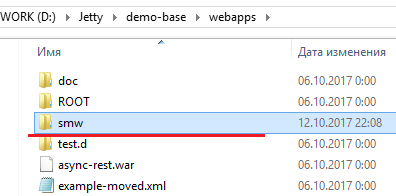 WORK (D:) › Jetty › demo-base › webapps ›
Имя Дата изменения
doc 06.10.2017 0:00
ROOT 06.10.2017 0:00
smw 12.10.2017 22:08
test.d 06.10.2017 0:00
async-rest.war 06.10.2017 0:00
example-moved.xml 06.10.2017 0:00